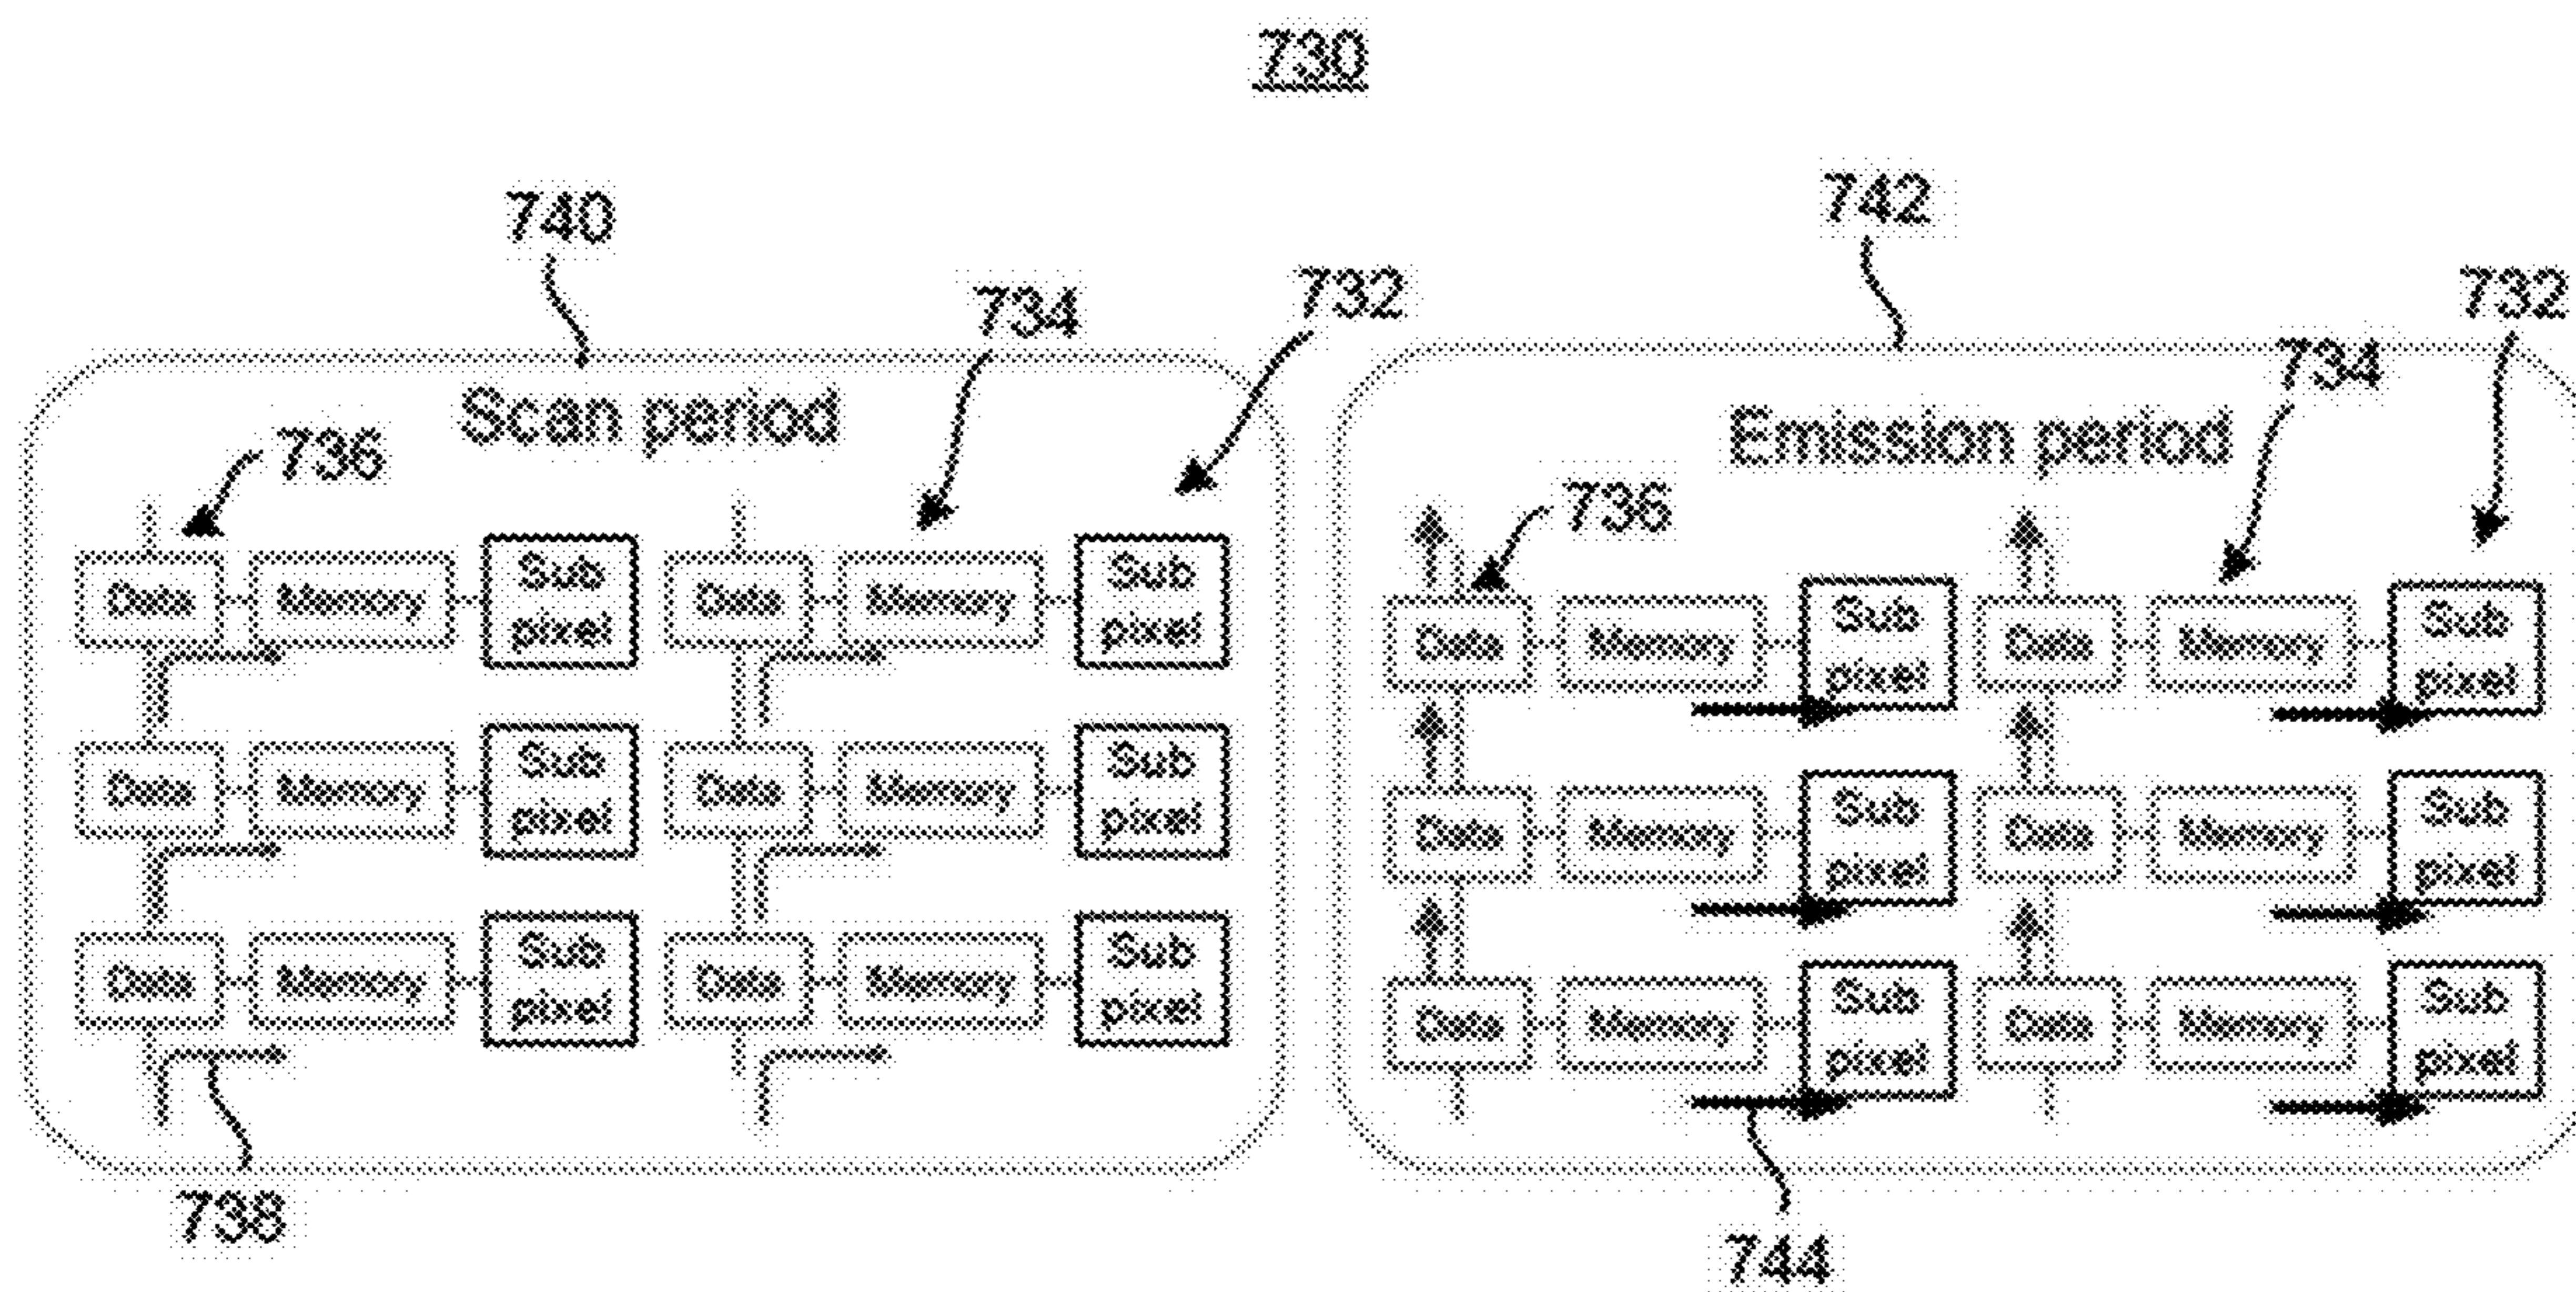 730
740
742
734
732
732
734
Scan period
Emission period
736
736
Data Memory Sub pixel Data Memory Sub pixel
Data Memory Sub pixel Data Memory Sub pixel
Data Memory Sub pixel Data Memory Sub pixel
Data Memory Sub pixel Data Memory Sub pixel
Data Memory Sub pixel Data Memory Sub pixel
Data Memory Sub pixel Data Memory Sub pixel
738
744